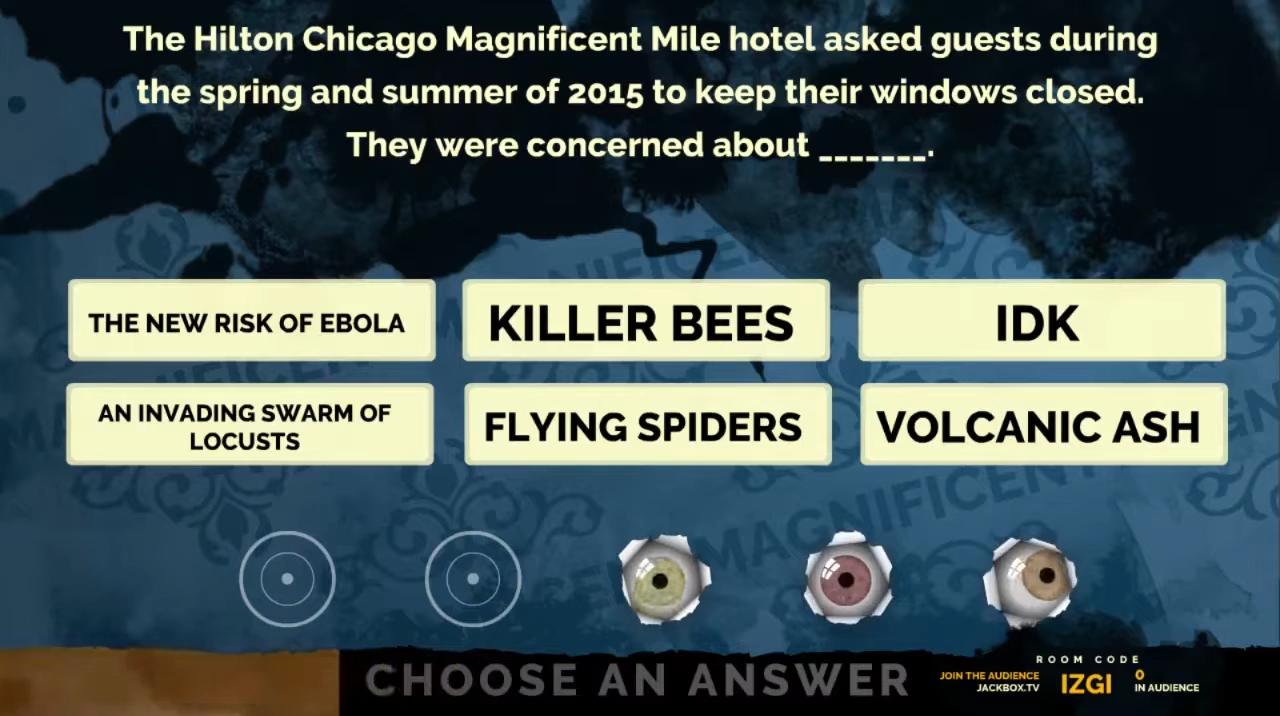 The Hilton Chicago Magnificent Mile hotel asked guests during
the spring and summer of 2015 to keep their windows closed.
They were concerned about _______.
THE NEW RISK OF EBOLA
KILLER BEES
IDK
AN INVADING SWARM OF
LOCUSTS
FLYING SPIDERS
VOLCANIC ASH
MAGNIFICENT
CHOOSE AN ANSWER
ROOM CODE
JOIN THE AUDIENCE
JACKBOX.TV
IZGI
0
IN AUDIENCE